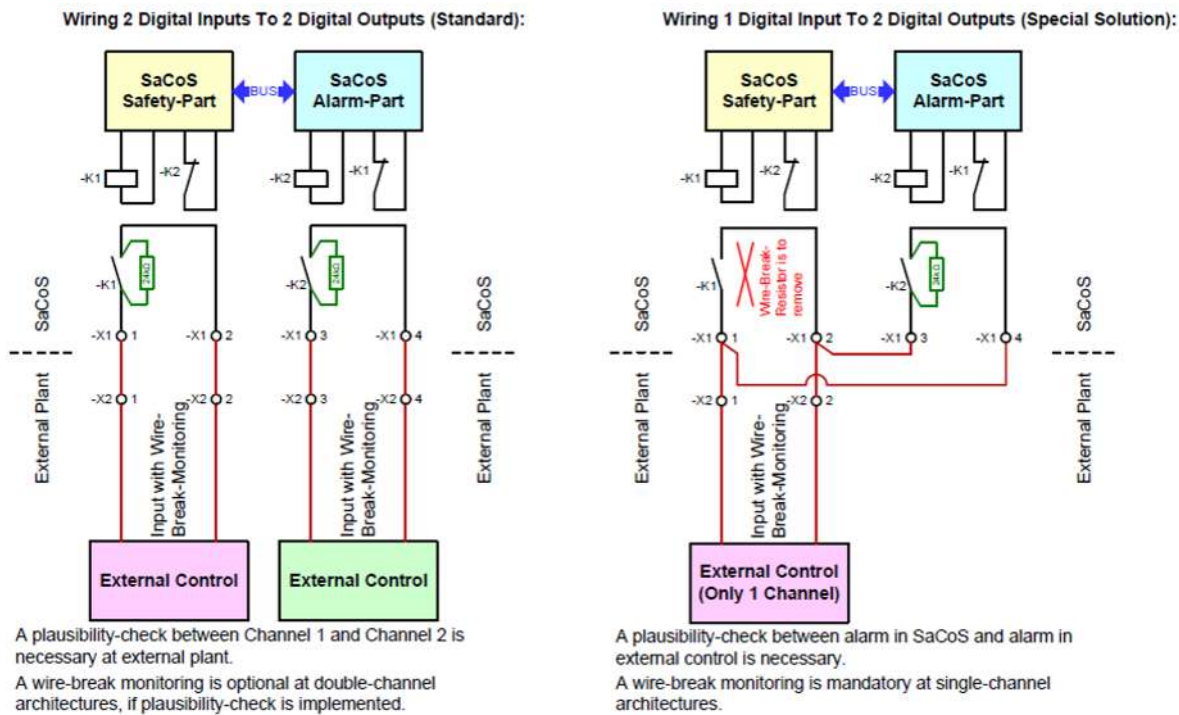 Wiring 2 Digital Inputs To 2 Digital Outputs (Standard):
SaCoS
Safety-Part
BUS
SaCoS
Alarm-Part
-K1
-K2
-K2
-K1
-K1
24kΩ
-K2
24kΩ
SaCoS
SaCoS
-X1 1
-X1 2
-X1 3
-X1 4
External Plant
External Plant
-X2 1
-X2 2
-X2 3
-X2 4
Input with Wire-
Break-Monitoring
Input with Wire-
Break-Monitoring
External Control
External Control
A plausibility-check between Channel 1 and Channel 2 is
necessary at external plant.
A wire-break monitoring is optional at double-channel
architectures, if plausibility-check is implemented.
Wiring 1 Digital Input To 2 Digital Outputs (Special Solution):
SaCoS
Safety-Part
BUS
SaCoS
Alarm-Part
-K1
-K2
-K2
-K1
-K1
Wire-Break-
Resistor is to
remove
-K2
24kΩ
SaCoS
SaCoS
-X1 1
-X1 2
-X1 3
-X1 4
External Plant
External Plant
-X2 1
-X2 2
Input with Wire-
Break-Monitoring
External Control
(Only 1 Channel)
A plausibility-check between alarm in SaCoS and alarm in
external control is necessary.
A wire-break monitoring is mandatory at single-channel
architectures.